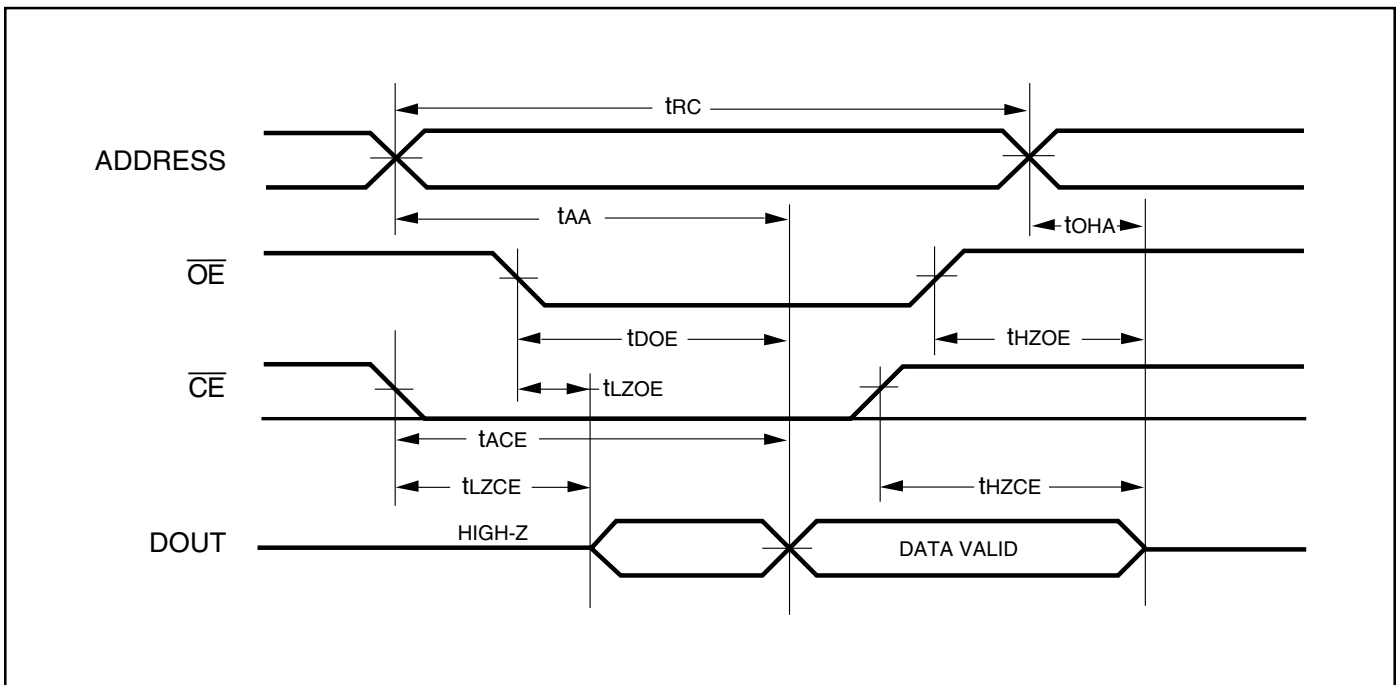 tRC
ADDRESS
tAA
tOHA
OE
tDOE
tHZOE
CE
tLZOE
tACE
tLZCE
tHZCE
DOUT
HIGH-Z
DATA VALID